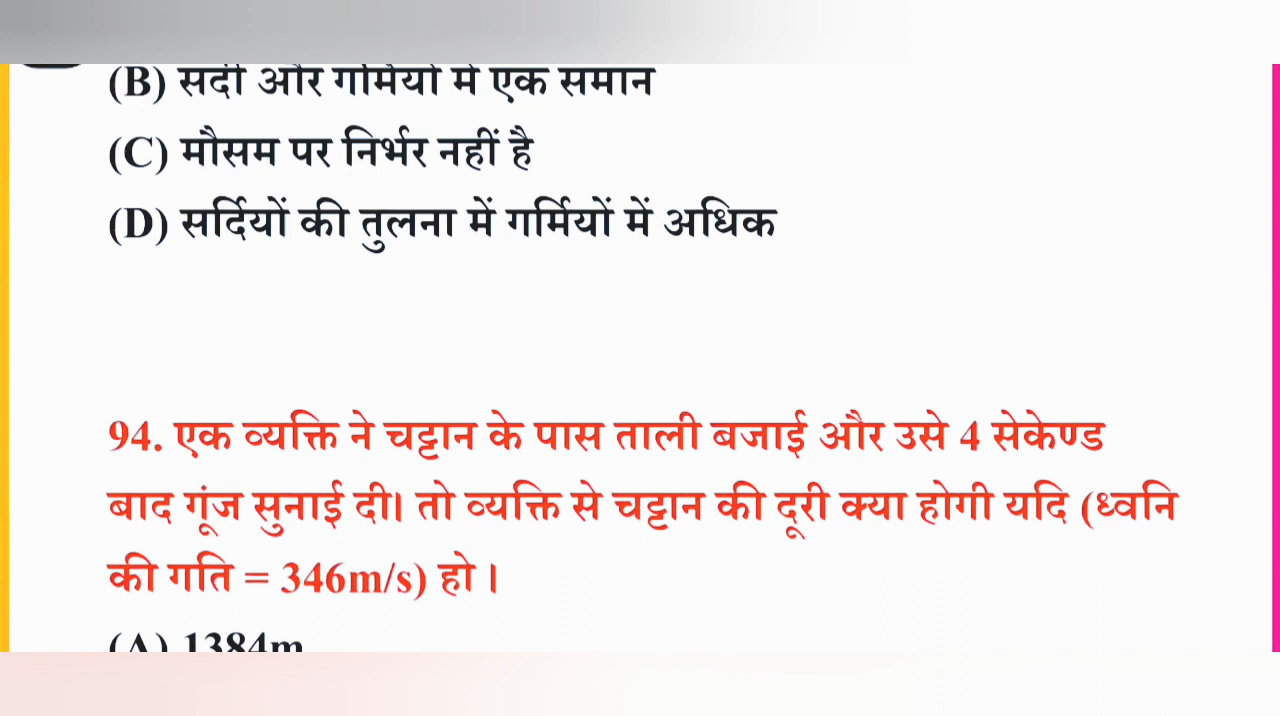 (B) सर्दी और गर्मियों में एक समान
(C) मौसम पर निर्भर नहीं है
(D) सर्दियों की तुलना में गर्मियों में अधिक
94. एक व्यक्ति ने चट्टान के पास ताली बजाई और उसे 4 सेकेण्ड
बाद गूंज सुनाई दी। तो व्यक्ति से चट्टान की दूरी क्या होगी यदि (ध्वनि
की गति = 346m/s) हो ।
(A) 1384m